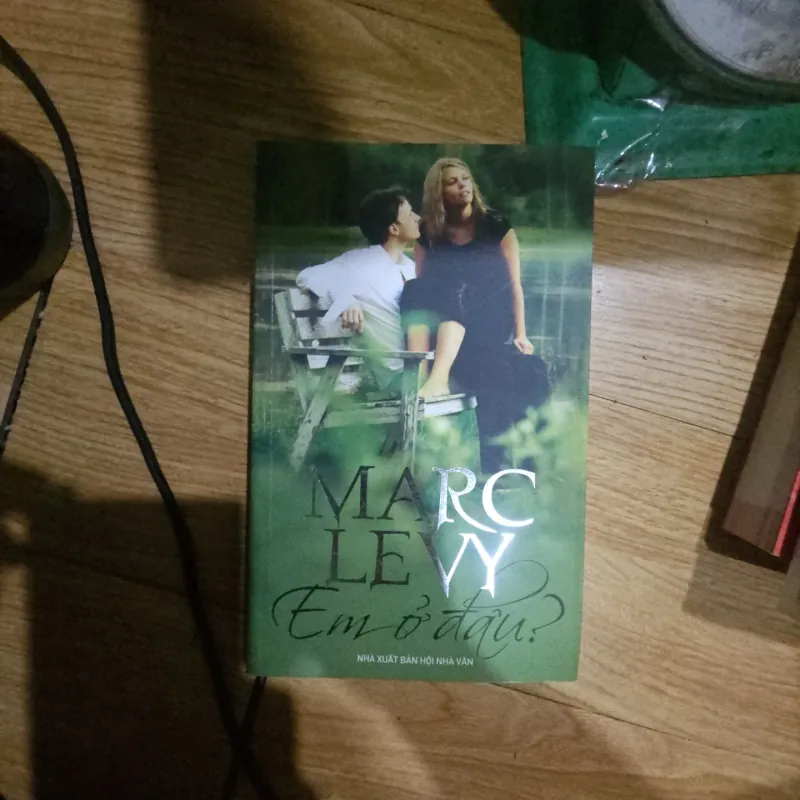 MARC
LEVY
Em ở đâu?
NHÀ XUẤT BẢN HỘI NHÀ VĂN